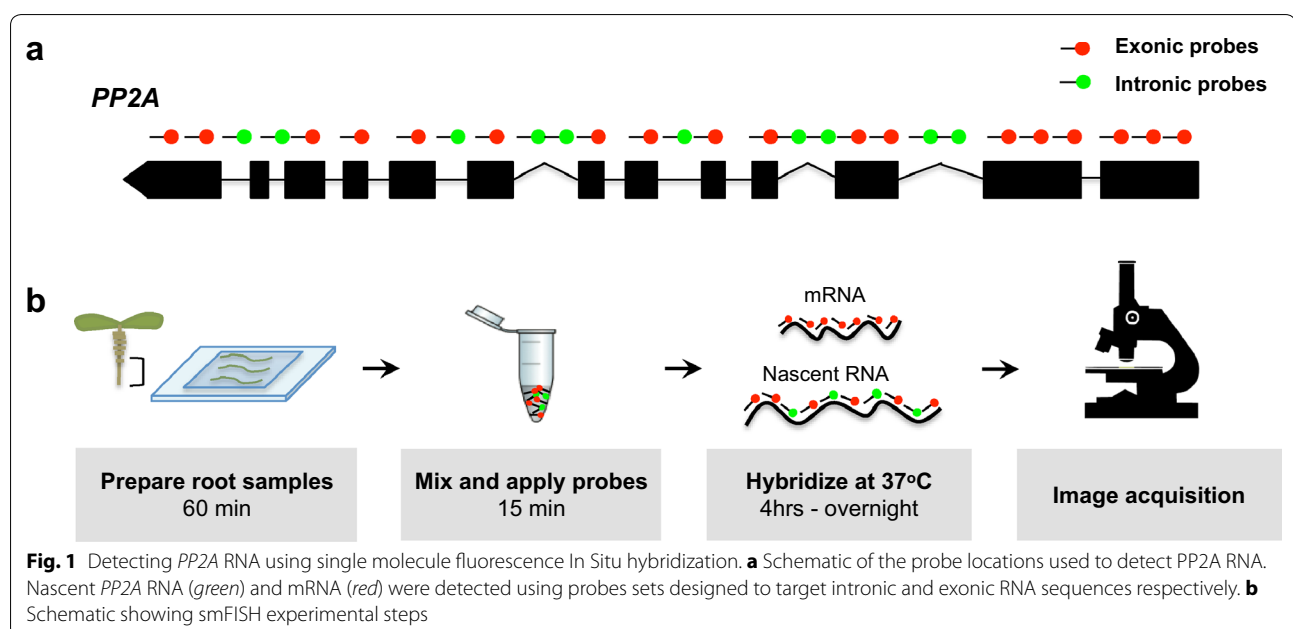 a
Exonic probes
Intronic probes
PP2A
b
mRNA
Nascent RNA
Prepare root samples
60 min
Mix and apply probes
15 min
Hybridize at 37°C
4hrs - overnight
Image acquisition
Fig. 1 Detecting PP2A RNA using single molecule fluorescence In Situ hybridization. a Schematic of the probe locations used to detect PP2A RNA.
Nascent PP2A RNA (green) and mRNA (red) were detected using probes sets designed to target intronic and exonic RNA sequences respectively. b
Schematic showing smFISH experimental steps